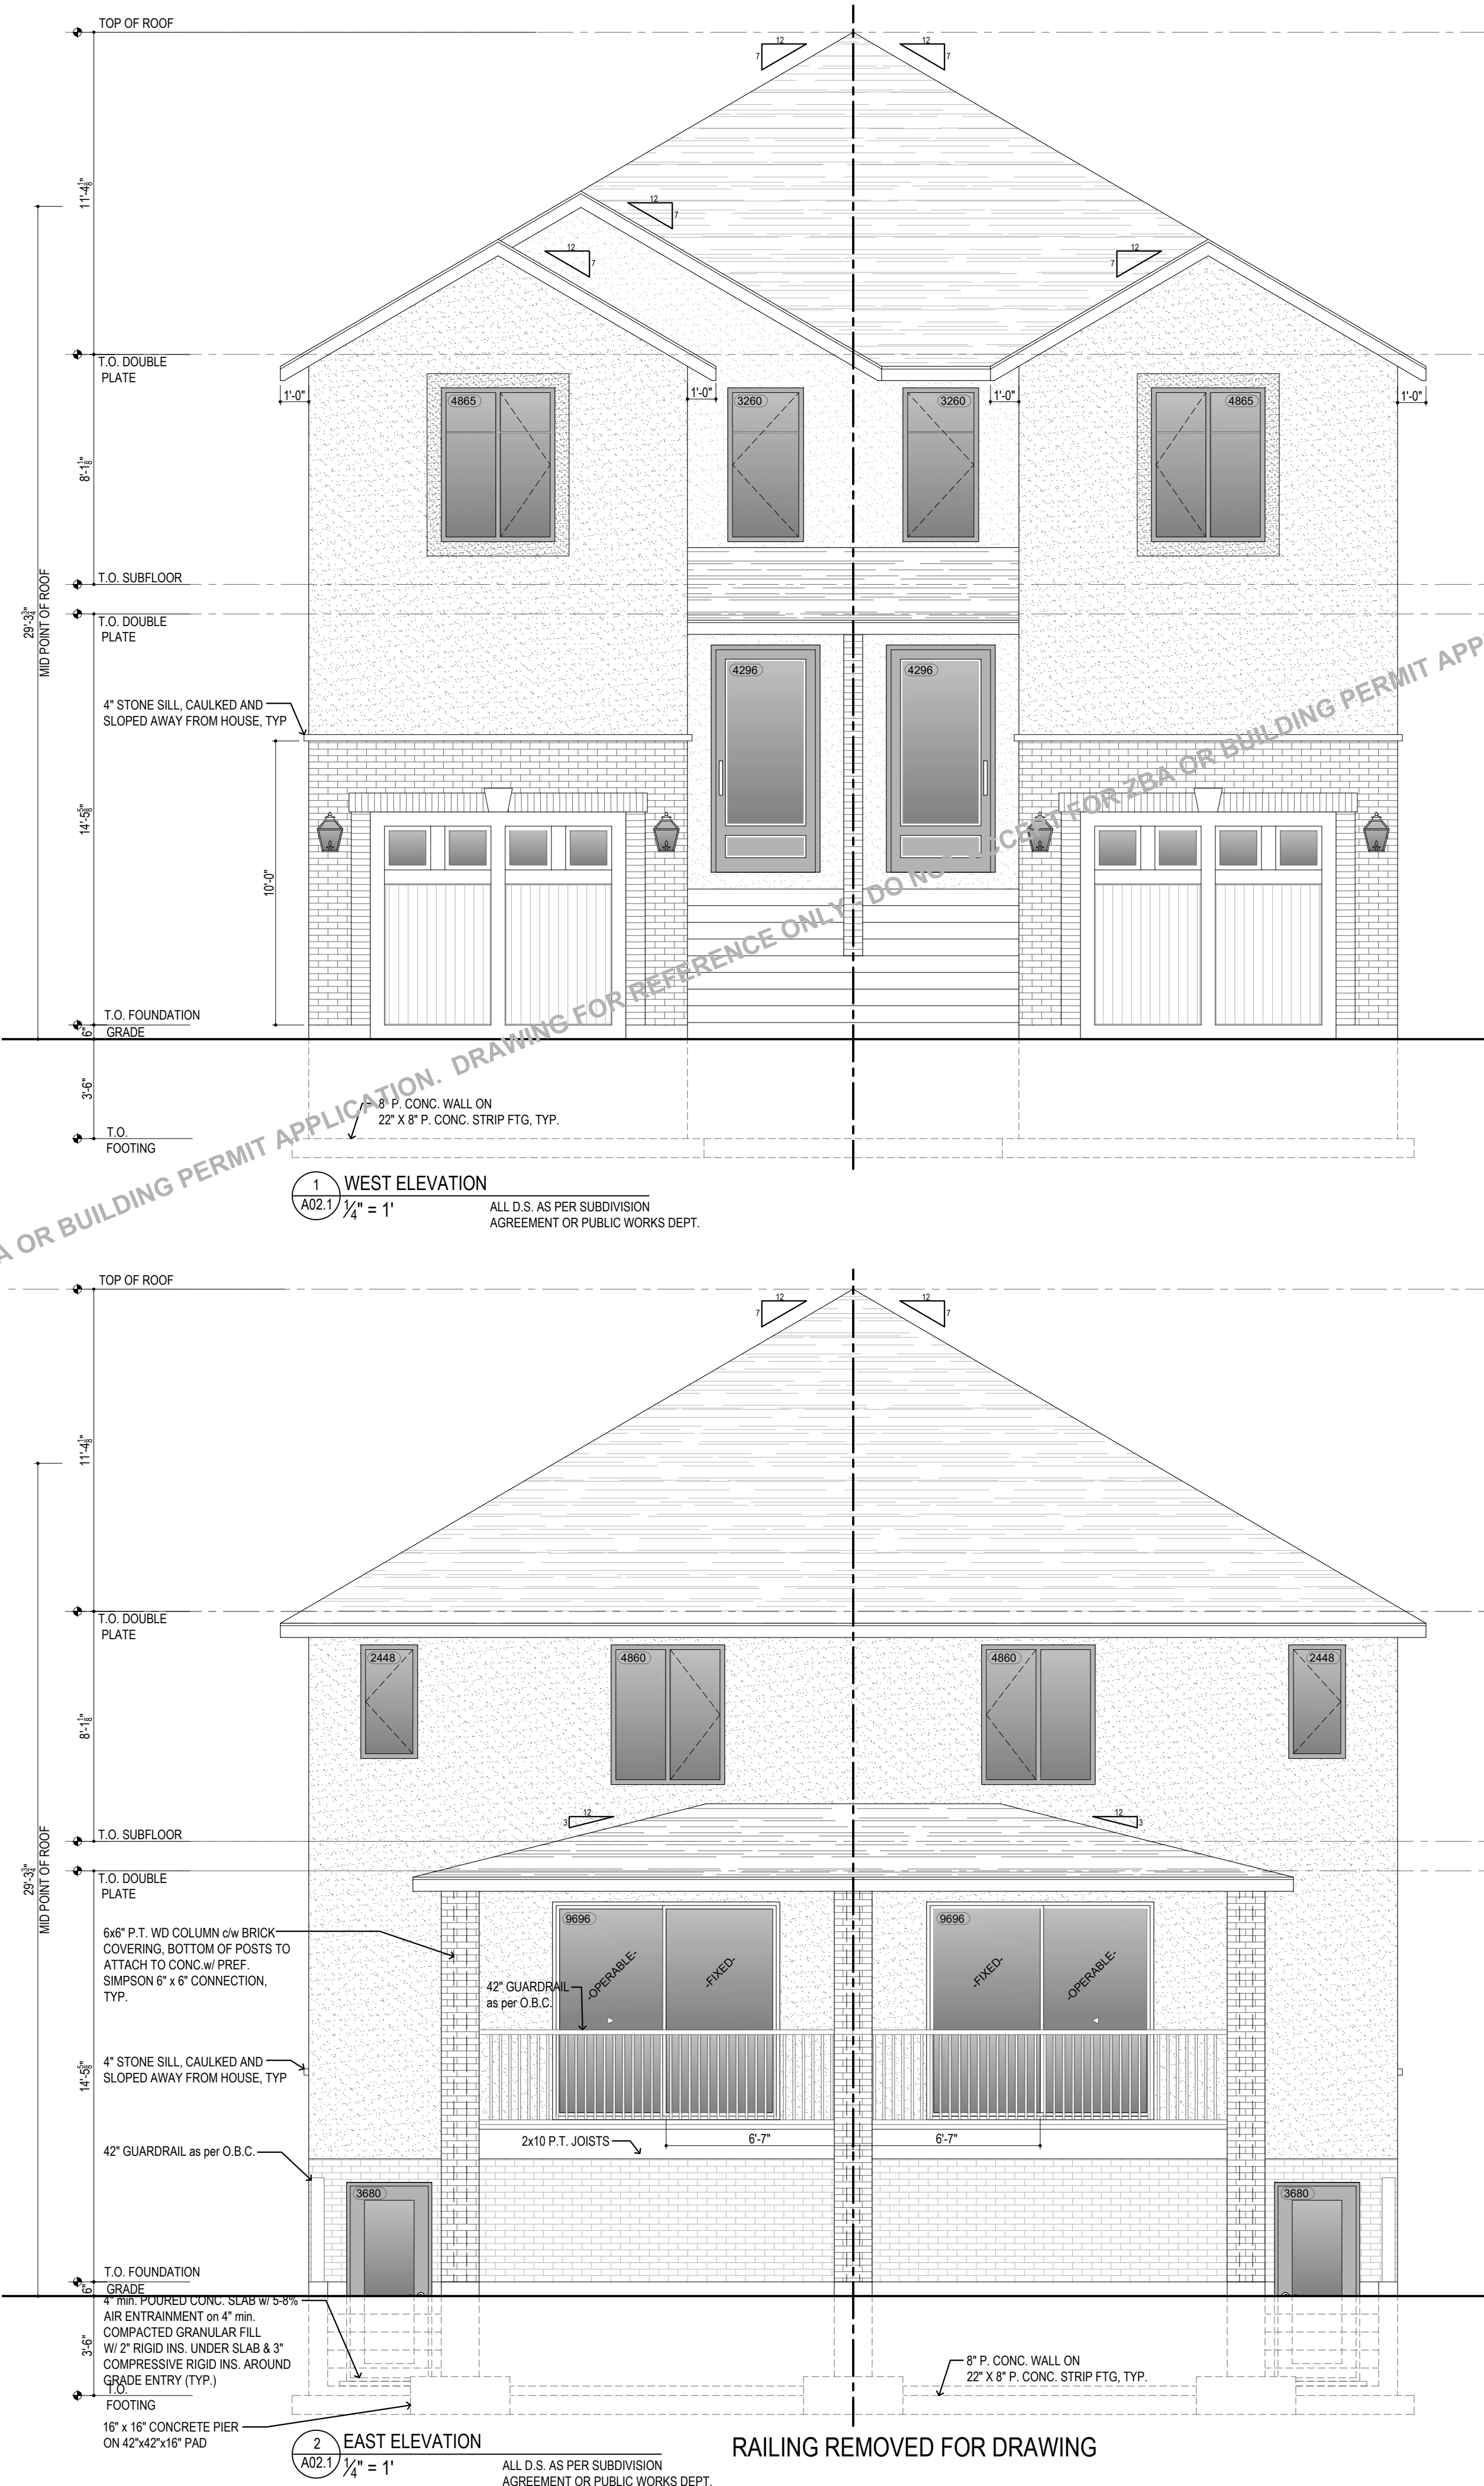 TOP OF ROOF
12
7
12
7
11'-4 1/8"
12
7
12
7
12
7
T.O. DOUBLE
PLATE
1'-0"
1'-0"
1'-0"
1'-0"
4865
3260
3260
4865
8'-1 1/8"
T.O. SUBFLOOR
29'-3 3/4"
MID POINT OF ROOF
T.O. DOUBLE
PLATE
4296
4296
4" STONE SILL, CAULKED AND
SLOPED AWAY FROM HOUSE, TYP
14'-5 5/8"
10'-0"
T.O. FOUNDATION
6"
GRADE
3'-6"
8" P. CONC. WALL ON
22" X 8" P. CONC. STRIP FTG, TYP.
T.O.
FOOTING
A OR BUILDING PERMIT APPLICATION. DRAWING FOR REFERENCE ONLY - DO NOT ACCEPT FOR ZBA OR BUILDING PERMIT APP
1
A02.1
WEST ELEVATION
1/4" = 1'
ALL D.S. AS PER SUBDIVISION
AGREEMENT OR PUBLIC WORKS DEPT.
TOP OF ROOF
12
7
12
7
11'-4 1/8"
T.O. DOUBLE
PLATE
2448
4860
4860
2448
8'-1 1/8"
12
3
12
3
T.O. SUBFLOOR
29'-3 3/4"
MID POINT OF ROOF
T.O. DOUBLE
PLATE
9696
9696
6x6" P.T. WD COLUMN c/w BRICK
COVERING, BOTTOM OF POSTS TO
ATTACH TO CONC.w/ PREF.
SIMPSON 6" x 6" CONNECTION,
TYP.
-OPERABLE-
-FIXED-
-FIXED-
-OPERABLE-
42" GUARDRAIL
as per O.B.C.
4" STONE SILL, CAULKED AND
SLOPED AWAY FROM HOUSE, TYP
14'-5 5/8"
2x10 P.T. JOISTS
6'-7"
6'-7"
42" GUARDRAIL as per O.B.C.
3680
3680
T.O. FOUNDATION
6"
GRADE
4" min. POURED CONC. SLAB w/ 5-8%
AIR ENTRAINMENT on 4" min.
COMPACTED GRANULAR FILL
W/ 2" RIGID INS. UNDER SLAB & 3"
COMPRESSIVE RIGID INS. AROUND
GRADE ENTRY (TYP.)
3'-6"
T.O.
FOOTING
8" P. CONC. WALL ON
22" X 8" P. CONC. STRIP FTG, TYP.
16" x 16" CONCRETE PIER
ON 42"x42"x16" PAD
2
A02.1
EAST ELEVATION
1/4" = 1'
ALL D.S. AS PER SUBDIVISION
AGREEMENT OR PUBLIC WORKS DEPT.
RAILING REMOVED FOR DRAWING